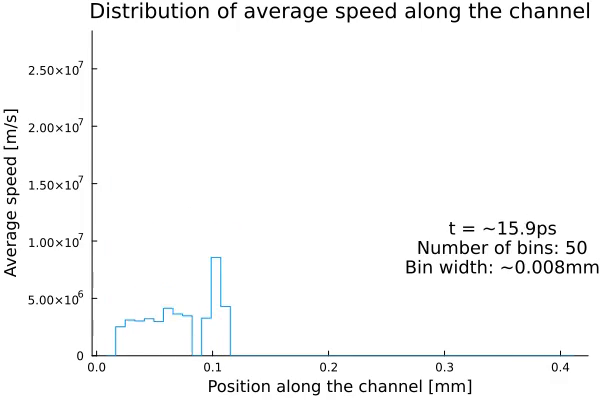 Distribution of average speed along the channel
Average speed [m/s]
2.50×10⁷
2.00×10⁷
1.50×10⁷
1.00×10⁷
5.00×10⁶
0
t = ~15.9ps
Number of bins: 50
Bin width: ~0.008mm
0.0 0.1 0.2 0.3 0.4
Position along the channel [mm]